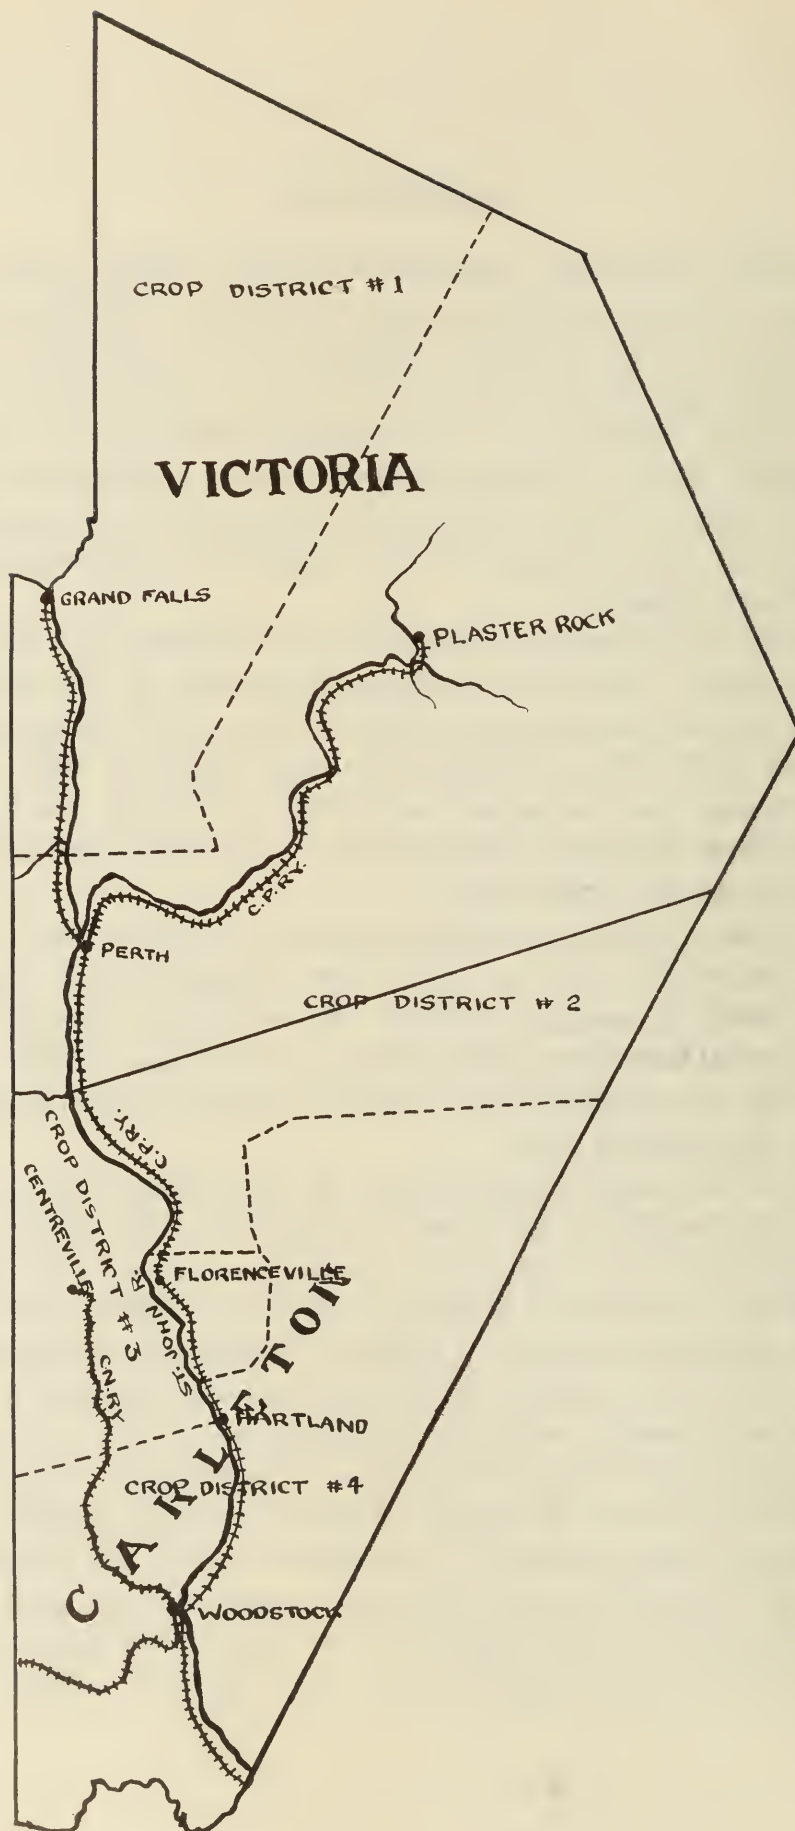 CROP DISTRICT #1
VICTORIA
GRAND FALLS
PLASTER ROCK
C.P.RY.
PERTH
CROP DISTRICT # 2
C.P.RY.
CROP DISTRICT #3
CENTREVILLE
FLORENCEVILLE
ST. JOHN R.
C.N.RY
CARLETON
HARTLAND
CROP DISTRICT #4
WOODSTOCK